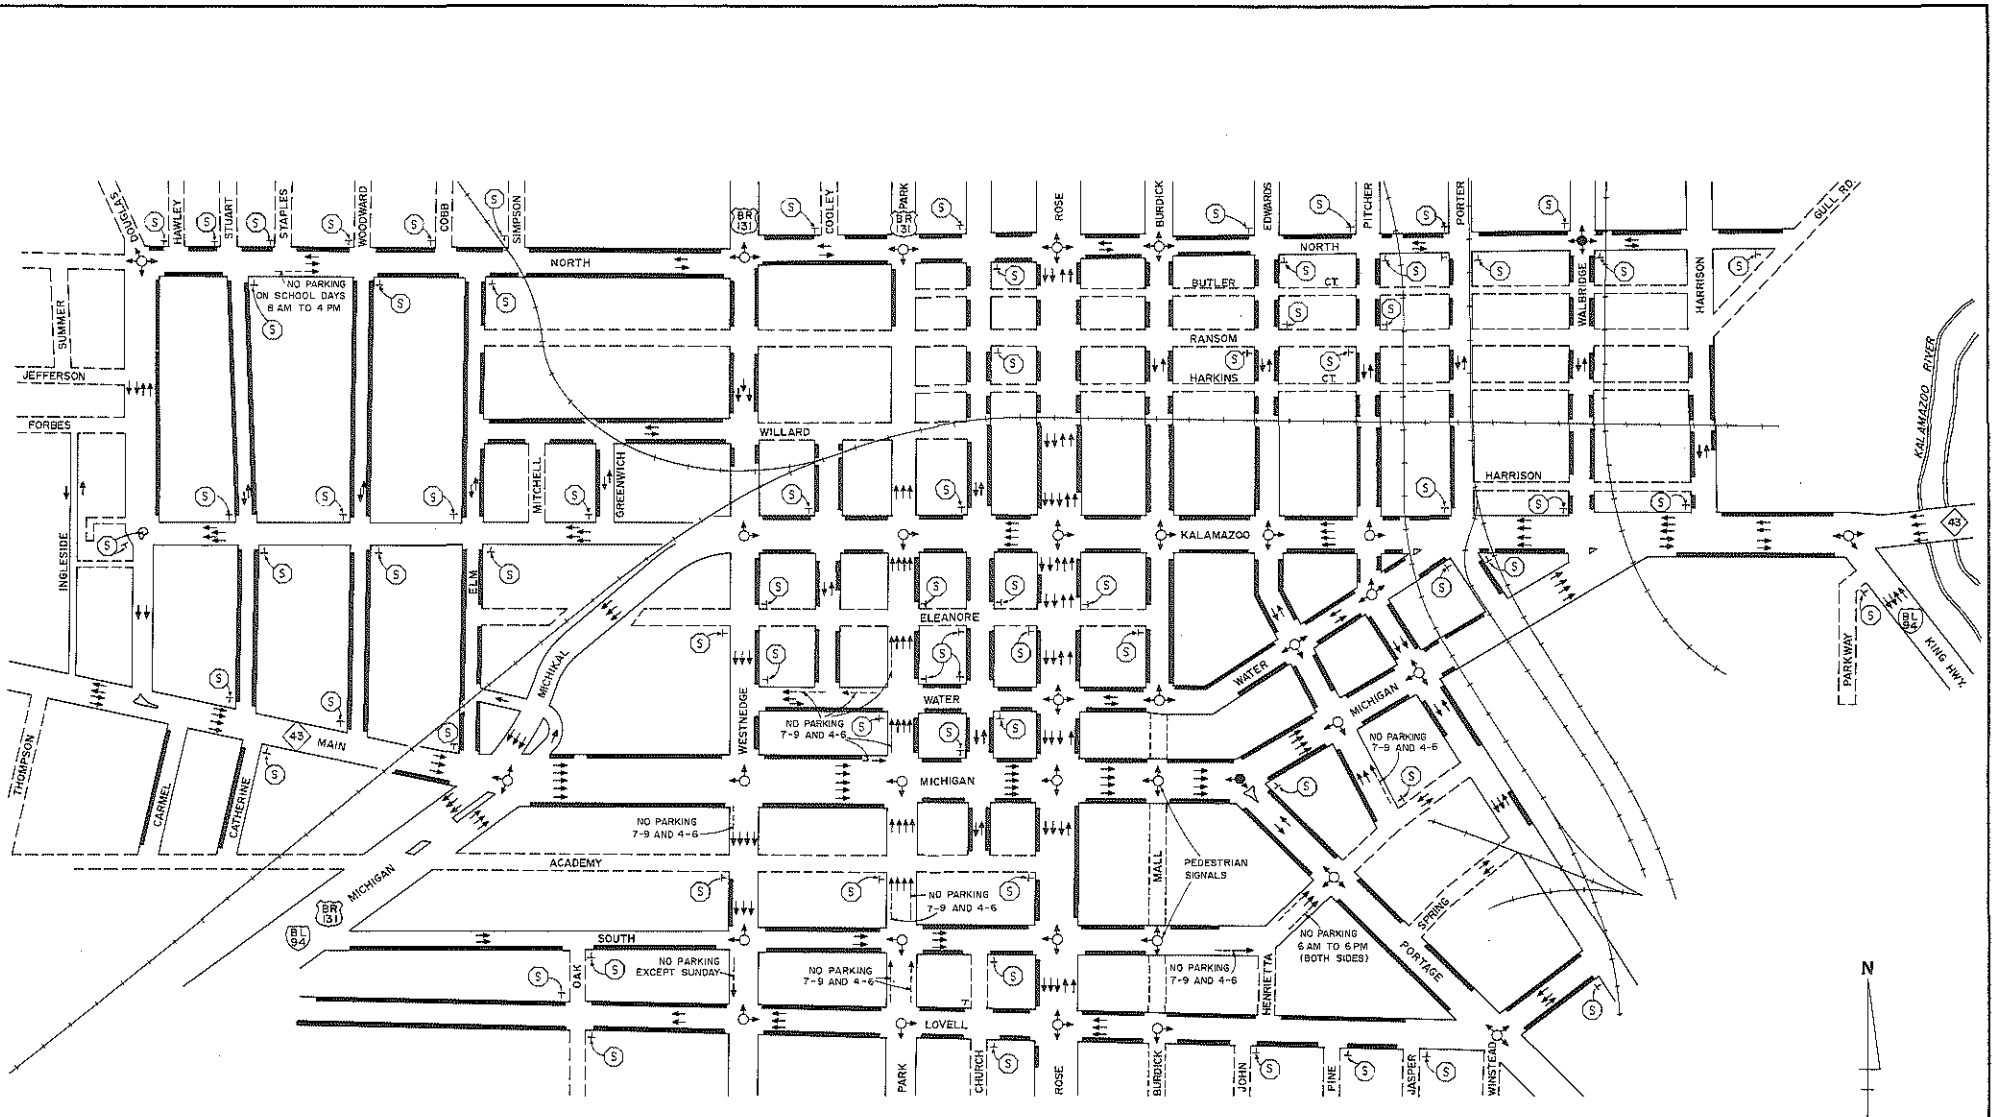 DOUGLAS
HAWLEY
STUART
STAPLES
WOODWARD
COBB
SIMPSON
BR
131
COOLEY
PARK
BR
131
ROSE
BURDICK
EDWARDS
PITCHER
PORTER
GULL RD.
S
S
S
S
S
S
S
S
S
S
S
S
NORTH
NORTH
NO PARKING
ON SCHOOL DAYS
8 AM TO 4 PM
S
S
S
S
S
S
S
S
S
BUTLER
CT.
WALBRIDGE
HARRISON
SUMMER
S
S
RANSOM
JEFFERSON
S
S
S
HARKINS
CT.
KALAMAZOO RIVER
FORBES
WILLARD
MITCHELL
GREENWICH
HARRISON
S
S
S
S
S
S
S
S
S
43
KALAMAZOO
S
INGLESIDE
ELM
S
S
S
S
S
S
S
S
S
S
ELEANORE
BL
94
PARKWAY
KING HWY.
MICHIKAL
S
S
S
S
S
S
WATER
S
S
S
WATER
MICHIGAN
WESTNEDGE
NO PARKING
7-9 AND 4-6
S
S
S
43
MAIN
THOMPSON
CARMEL
CATHERINE
S
MICHIGAN
NO PARKING
7-9 AND 4-6
S
S
NO PARKING
7-9 AND 4-6
ACADEMY
MALL
PEDESTRIAN
SIGNALS
MICHIGAN
BR
131
BL
94
S
S
S
NO PARKING
7-9 AND 4-6
SPRING
PORTAGE
NO PARKING
6 AM TO 6 PM
(BOTH SIDES)
SOUTH
OAK
S
S
NO PARKING
EXCEPT SUNDAY
NO PARKING
7-9 AND 4-6
S
NO PARKING
7-9 AND 4-6
HENRIETTA
S
N
LOVELL
S
PARK
CHURCH
S
ROSE
BURDICK
JOHN
S
PINE
S
JASPER
S
WINSTEAD